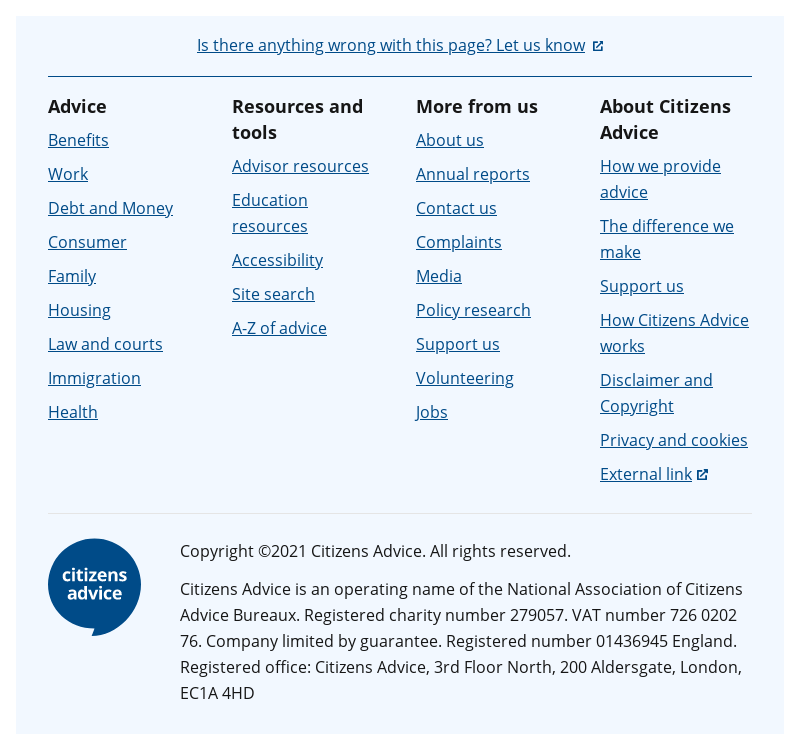 Is there anything wrong with this page? Let us know
Advice
Benefits
Work
Debt and Money
Consumer
Family
Housing
Law and courts
Immigration
Health
Resources and
tools
Advisor resources
Education
resources
Accessibility
Site search
A-Z of advice
More from us
About us
Annual reports
Contact us
Complaints
Media
Policy research
Support us
Volunteering
Jobs
About Citizens
Advice
How we provide
advice
The difference we
make
Support us
How Citizens Advice
works
Disclaimer and
Copyright
Privacy and cookies
External link
citizens
advice
Copyright ©2021 Citizens Advice. All rights reserved.
Citizens Advice is an operating name of the National Association of Citizens
Advice Bureaux. Registered charity number 279057. VAT number 726 0202
76. Company limited by guarantee. Registered number 01436945 England.
Registered office: Citizens Advice, 3rd Floor North, 200 Aldersgate, London,
EC1A 4HD